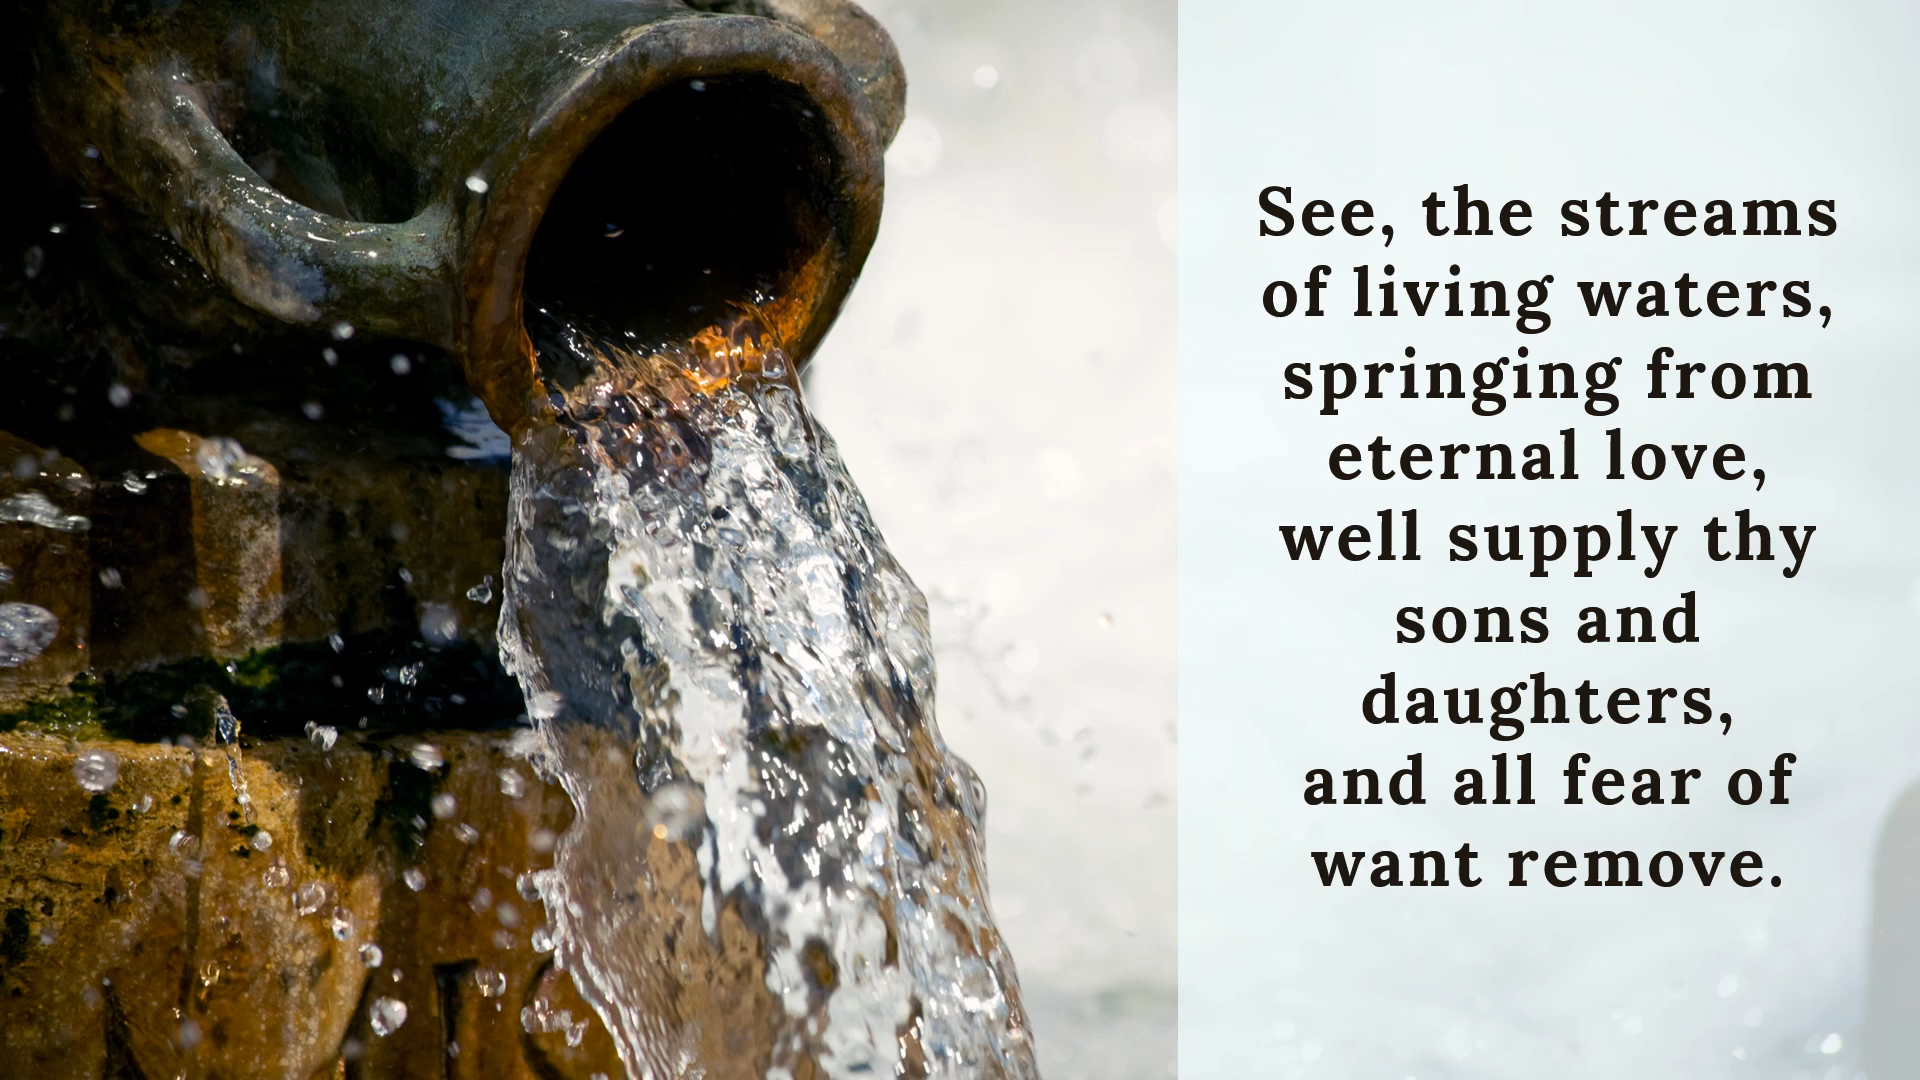 See, the streams
of living waters,
springing from
eternal love,
well supply thy
sons and
daughters,
and all fear of
want remove.